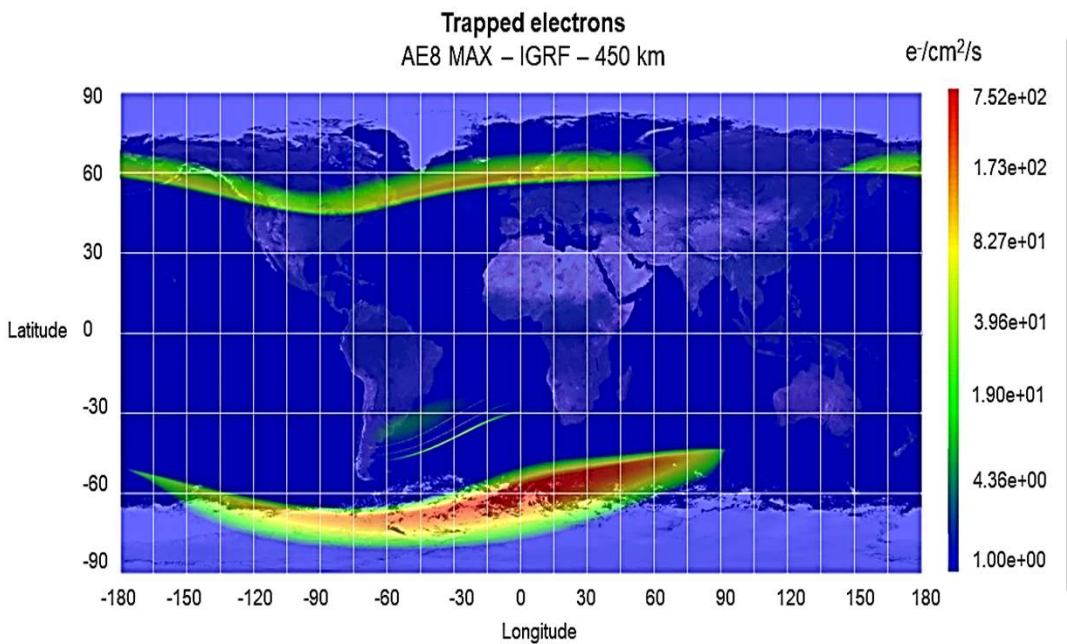 Trapped electrons
AE8 MAX – IGRF – 450 km
e-/cm2/s
90
60
30
Latitude 0
-30
-60
-90
7.52e+02
1.73e+02
8.27e+01
3.96e+01
1.90e+01
4.36e+00
1.00e+00
-180 -150 -120 -90 -60 -30 0 30 60 90 120 150 180
Longitude